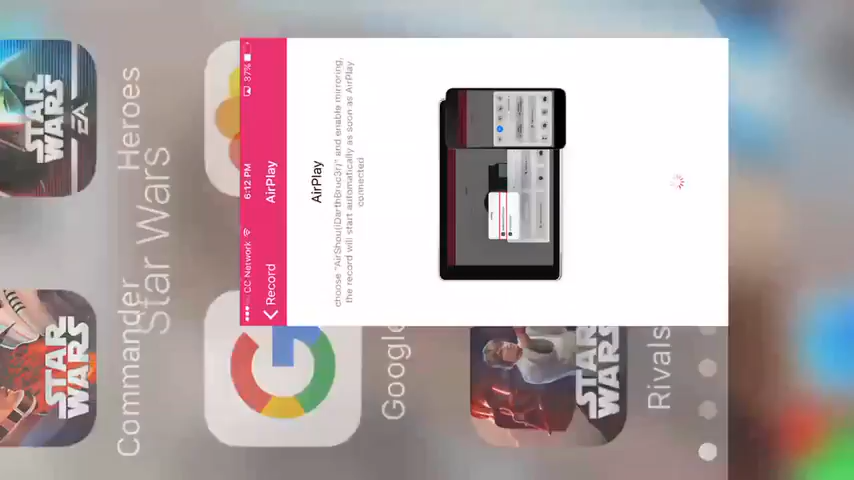 ●●●○○ CC Network 6:12 PM 37%
Record
AirPlay
AirPlay
choose "AirShou(iDarthBruc3r)" and enable mirroring,
the record will start automatically as soon as AirPlay
connected
Star Wars
Commander
Heroes
Google
Rivals
STAR
WARS
EA
STAR
WARS
STAR
WARS